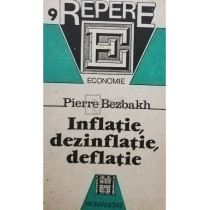 9
REPERE
E
ECONOMIE
Pierre Bezbakh
Inflație,
dezinflație,
deflație
HUMANITAS